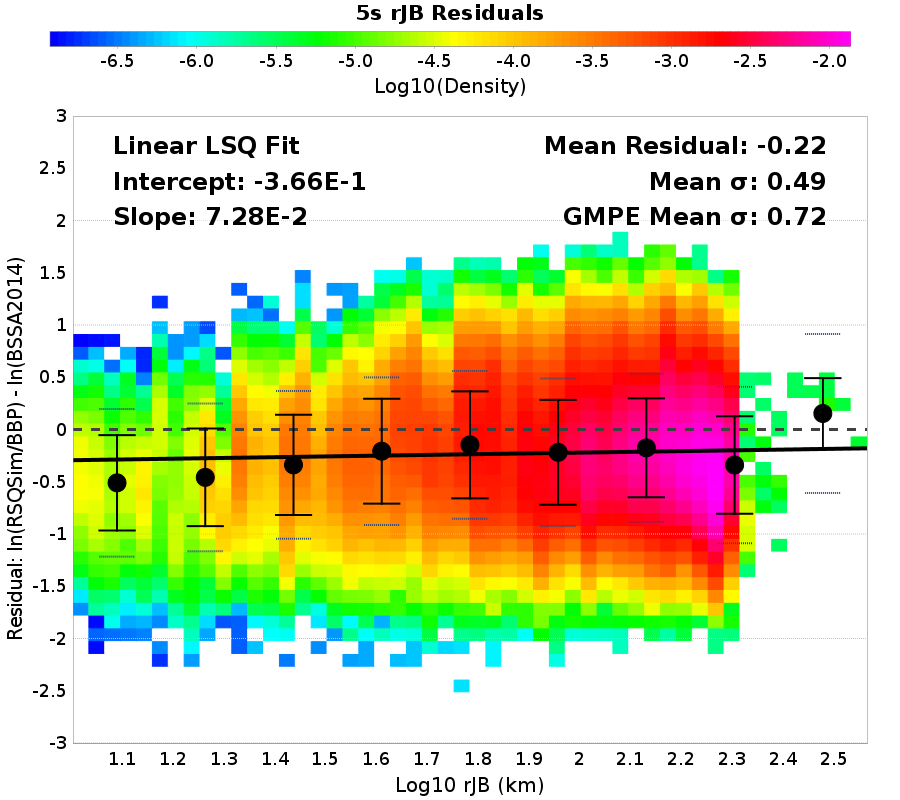 5s rJB Residuals
-6.5 -6.0 -5.5 -5.0 -4.5 -4.0 -3.5 -3.0 -2.5 -2.0
Log10(Density)
Linear LSQ Fit
Intercept: -3.66E-1
Slope: 7.28E-2
Mean Residual: -0.22
Mean σ: 0.49
GMPE Mean σ: 0.72
Residual: ln(RSQSim/BBP) - ln(BSSA2014)
3
2.5
2
1.5
1
0.5
0
-0.5
-1
-1.5
-2
-2.5
-3
1.1 1.2 1.3 1.4 1.5 1.6 1.7 1.8 1.9 2 2.1 2.2 2.3 2.4 2.5
Log10 rJB (km)